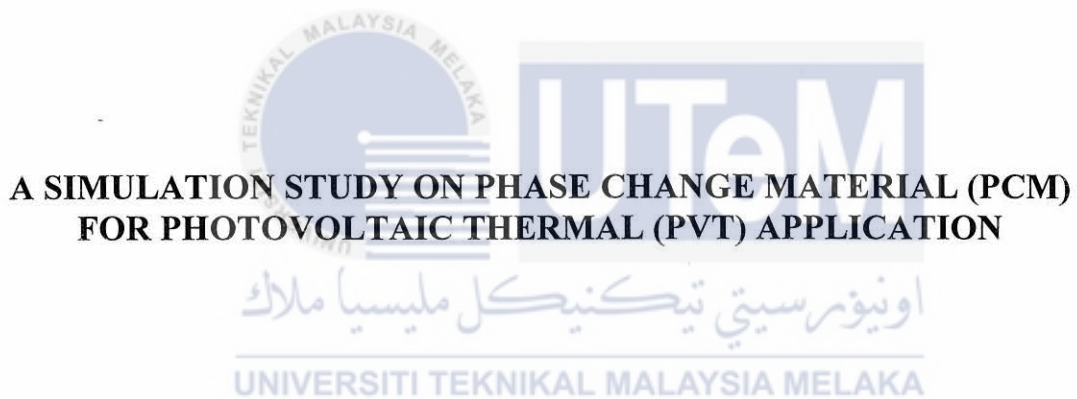 UTeM
TEKNIKAL MALAYSIA MELAKA
A SIMULATION STUDY ON PHASE CHANGE MATERIAL (PCM)
FOR PHOTOVOLTAIC THERMAL (PVT) APPLICATION
اونيۏرسيتي تيكنيكل مليسيا ملاك
UNIVERSITI TEKNIKAL MALAYSIA MELAKA